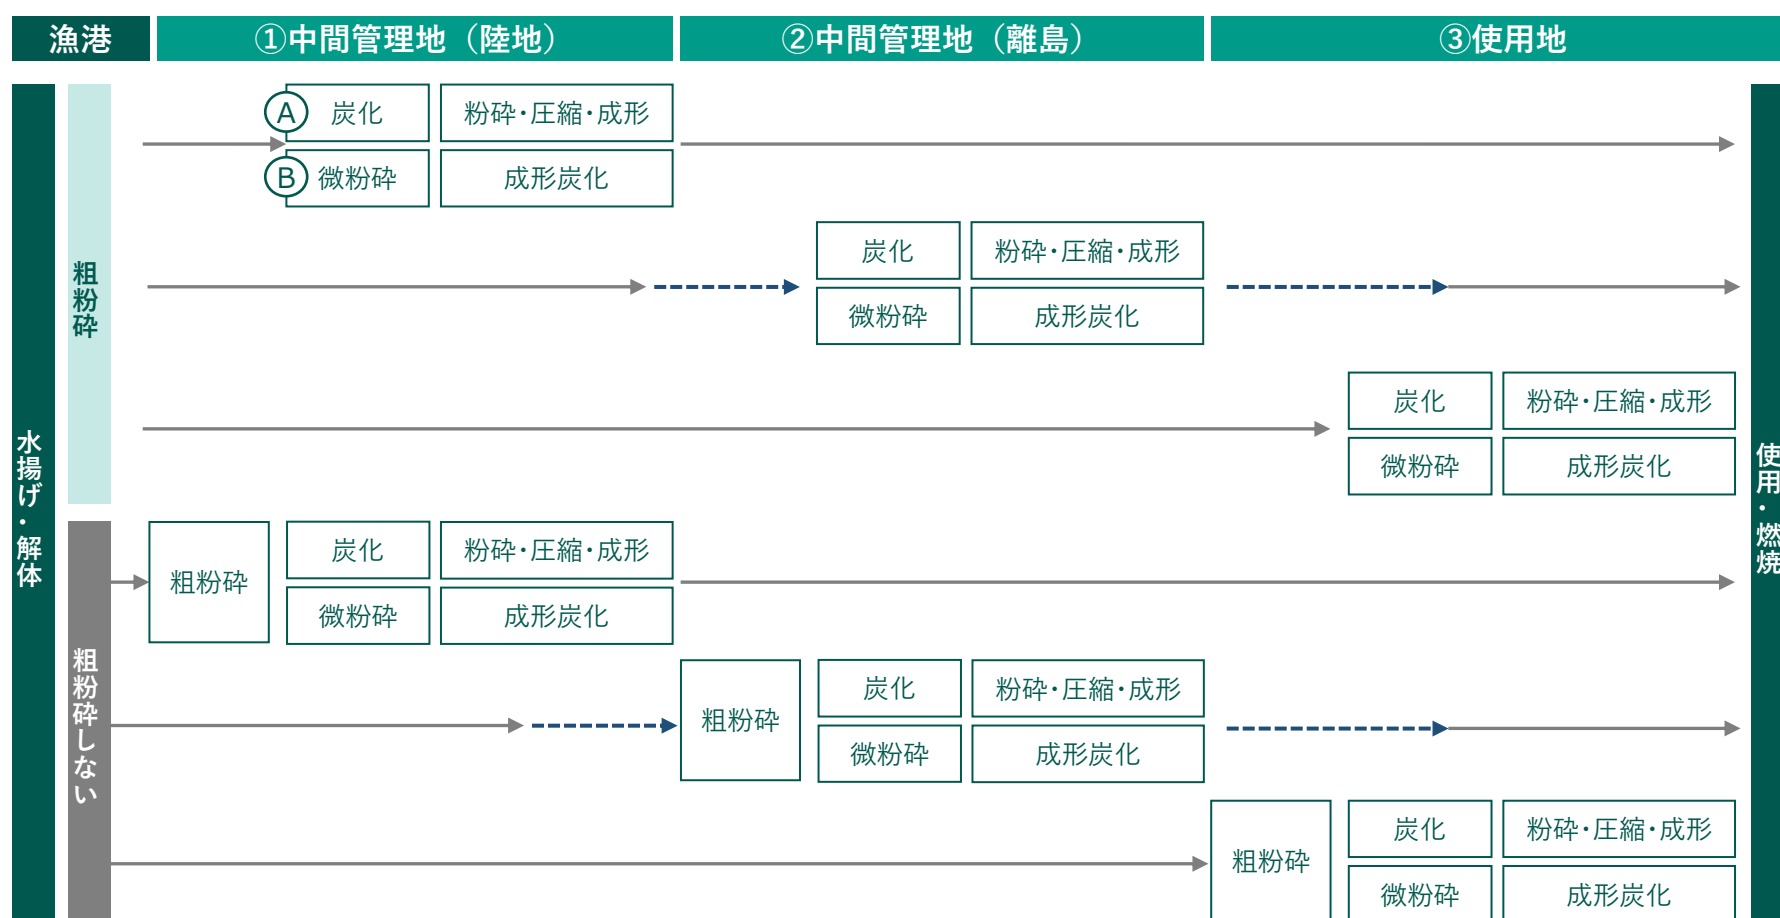 漁港
①中間管理地（陸地）
②中間管理地（離島）
③使用地
水揚げ・解体
粗粉砕
Ⓐ
炭化
粉砕・圧縮・成形
Ⓑ
微粉砕
成形炭化
炭化
粉砕・圧縮・成形
微粉砕
成形炭化
炭化
粉砕・圧縮・成形
微粉砕
成形炭化
粗粉砕しない
粗粉砕
炭化
粉砕・圧縮・成形
微粉砕
成形炭化
粗粉砕
炭化
粉砕・圧縮・成形
微粉砕
成形炭化
粗粉砕
炭化
粉砕・圧縮・成形
微粉砕
成形炭化
使用・燃焼